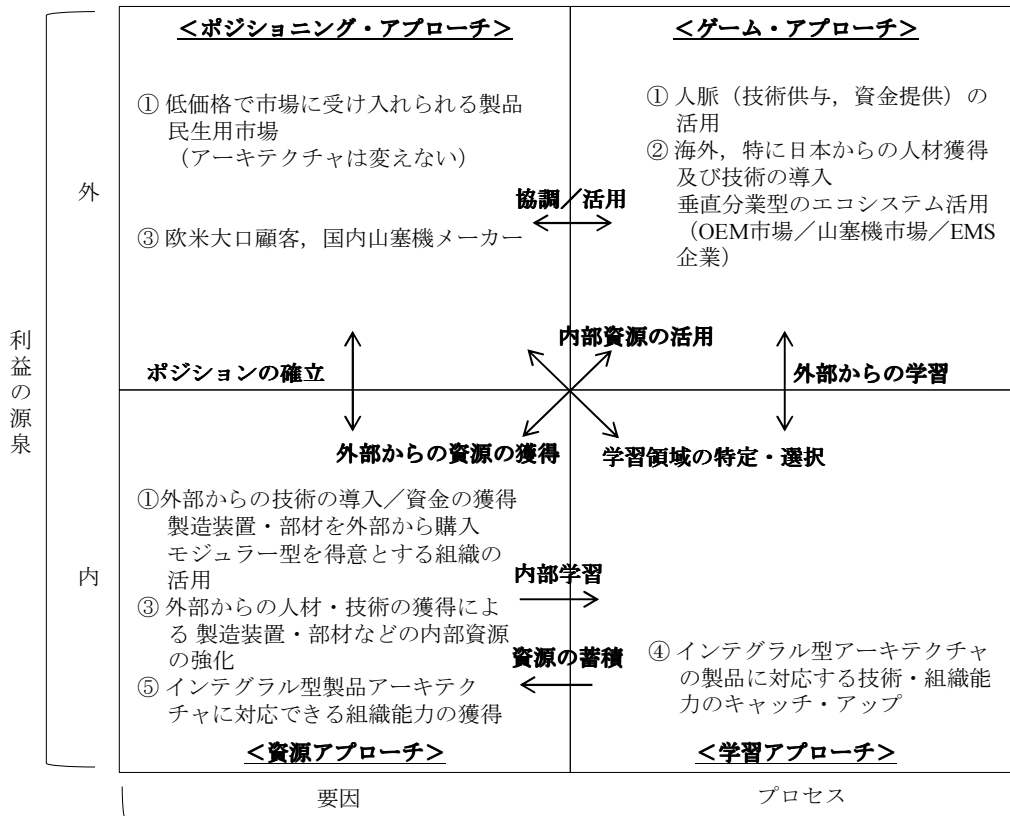 ＜ポジショニング・アプローチ＞
① 低価格で市場に受け入れられる製品
民生用市場
（アーキテクチャは変えない）
③ 欧米大口顧客，国内山塞機メーカー
＜ゲーム・アプローチ＞
① 人脈（技術供与，資金提供）の
活用
② 海外，特に日本からの人材獲得
及び技術の導入
垂直分業型のエコシステム活用
（OEM市場／山塞機市場／EMS
企業）
協調／活用
外
利益の源泉
内部資源の活用
ポジションの確立
外部からの学習
外部からの資源の獲得
学習領域の特定・選択
内
①外部からの技術の導入／資金の獲得
製造装置・部材を外部から購入
モジュラー型を得意とする組織の
活用
③ 外部からの人材・技術の獲得によ
る 製造装置・部材などの内部資源
の強化
⑤ インテグラル型製品アーキテク
チャに対応できる組織能力の獲得
＜資源アプローチ＞
内部学習
資源の蓄積
④ インテグラル型アーキテクチャ
の製品に対応する技術・組織能
力のキャッチ・アップ
＜学習アプローチ＞
要因
プロセス